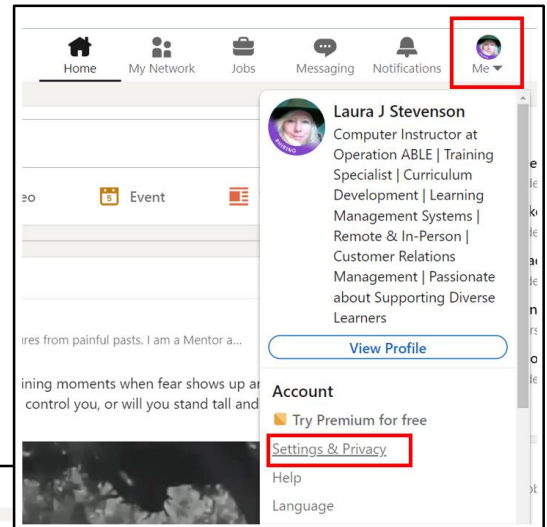 Home My Network Jobs Messaging Notifications Me
Laura J Stevenson
Computer Instructor at
Operation ABLE | Training
Specialist | Curriculum
Development | Learning
Management Systems |
Remote & In-Person |
Customer Relations
Management | Passionate
about Supporting Diverse
Learners
View Profile
eo 5 Event
ures from painful pasts. I am a Mentor a...
ining moments when fear shows up
control you, or will you stand tall and
Account
Try Premium for free
Settings & Privacy
Help
Language